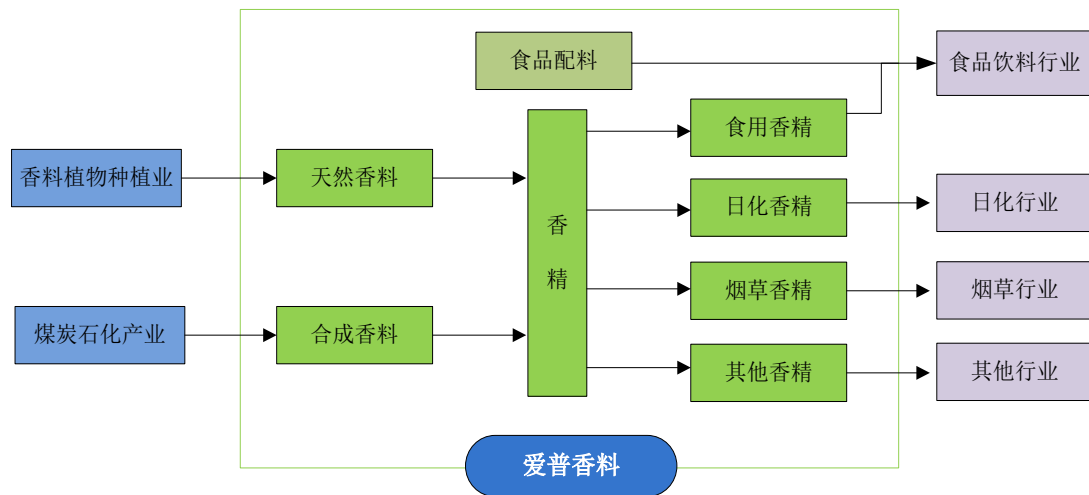 食品配料
食品饮料行业
食用香精
香料植物种植业
天然香料
香
精
日化香精
日化行业
烟草香精
烟草行业
煤炭石化产业
合成香料
其他香精
其他行业
爱普香料